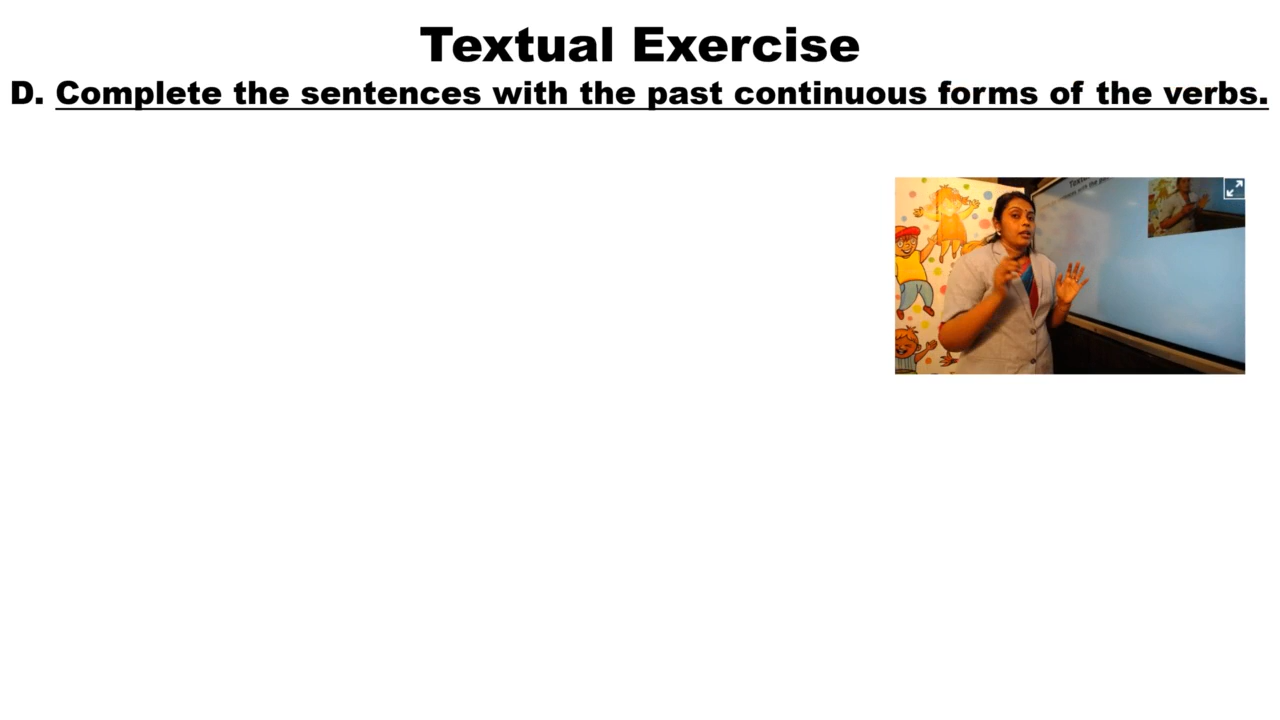 Textual Exercise
D. Complete the sentences with the past continuous forms of the verbs.